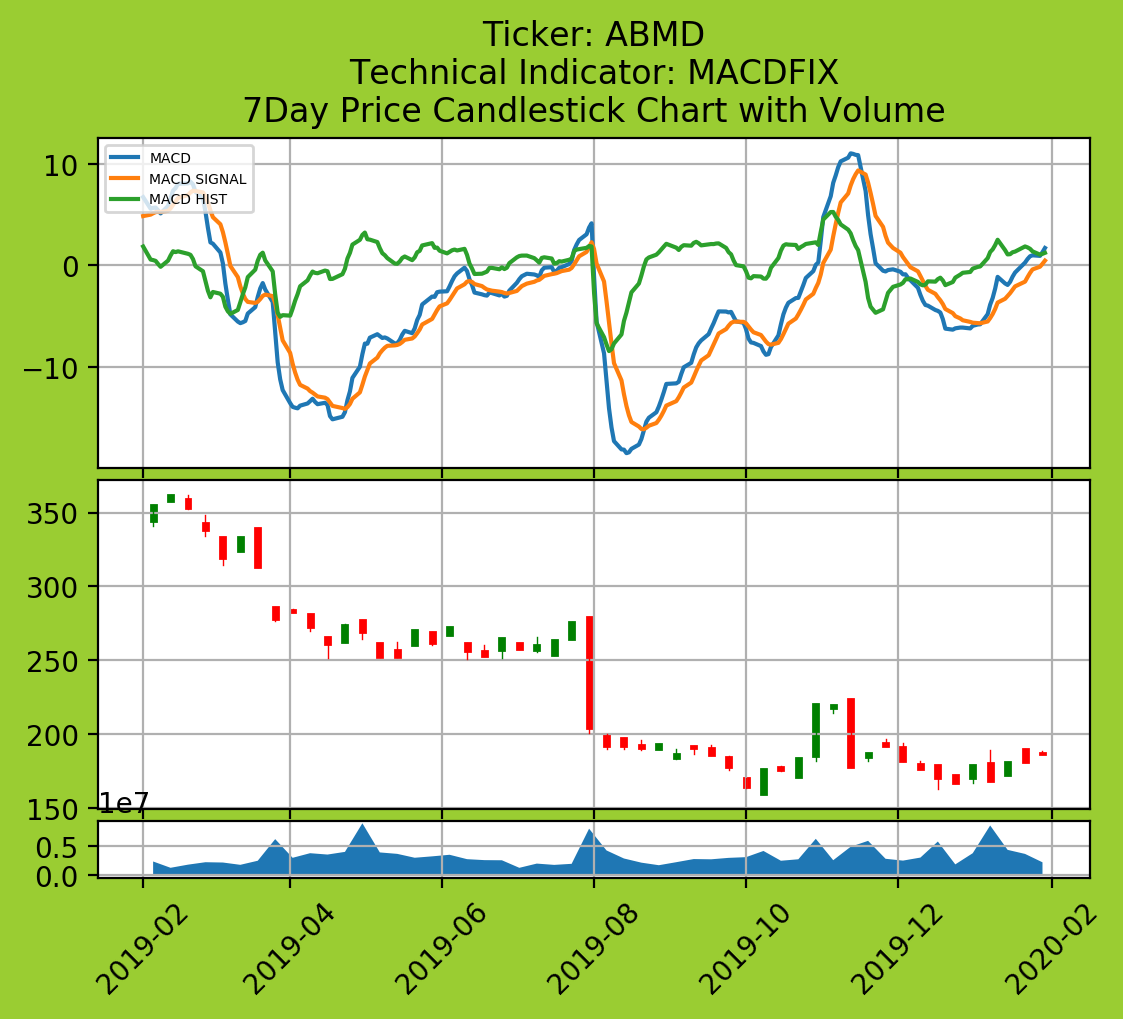 Ticker: ABMD
Technical Indicator: MACDFIX
7Day Price Candlestick Chart with Volume
MACD
MACD SIGNAL
MACD HIST
10
0
−10
350
300
250
200
150
1e7
0.5
0.0
2019-02
2019-04
2019-06
2019-08
2019-10
2019-12
2020-02